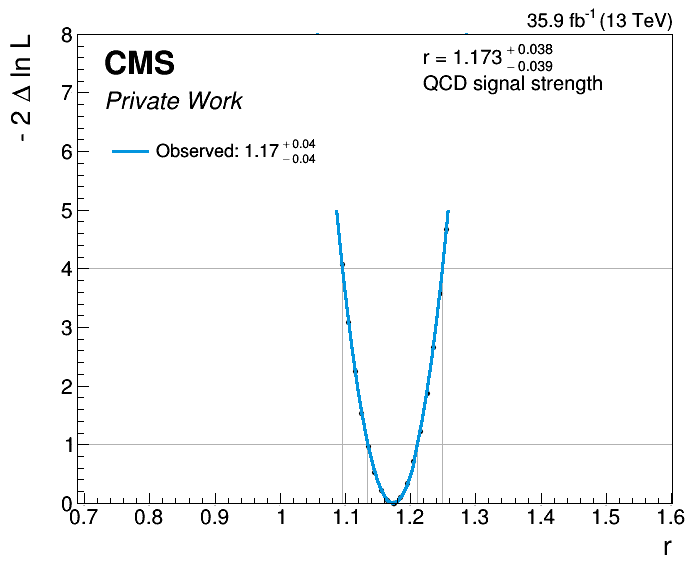 35.9 fb⁻¹ (13 TeV)
- 2 Δ ln L
8
7
6
5
4
3
2
1
0
CMS
Private Work
r = 1.173 +0.038 −0.039
QCD signal strength
Observed: 1.17 +0.04 −0.04
0.7 0.8 0.9 1 1.1 1.2 1.3 1.4 1.5 1.6
r